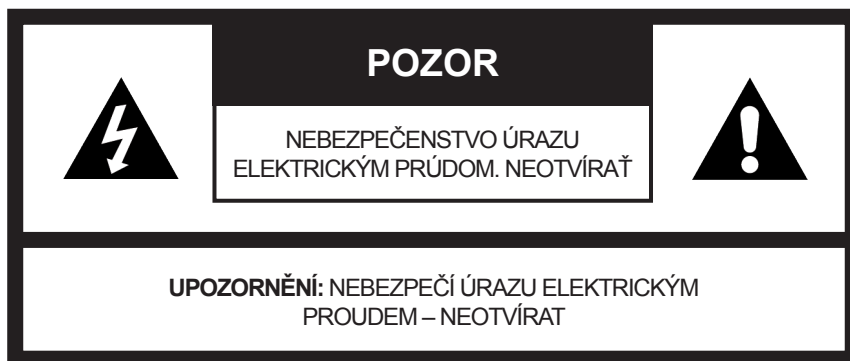 POZOR
NEBEZPEČENSTVO ÚRAZU
ELEKTRICKÝM PRÚDOM. NEOTVÍRAŤ
UPOZORNĚNÍ: NEBEZPEČÍ ÚRAZU ELEKTRICKÝM
PROUDEM – NEOTVÍRAT